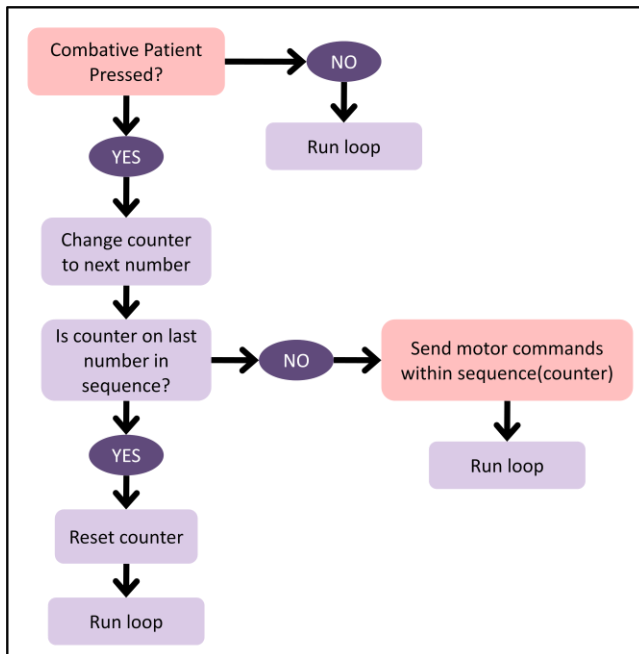 Combative Patient
Pressed?
NO
Run loop
YES
Change counter
to next number
Is counter on last
number in
sequence?
NO
Send motor commands
within sequence(counter)
Run loop
YES
Reset counter
Run loop